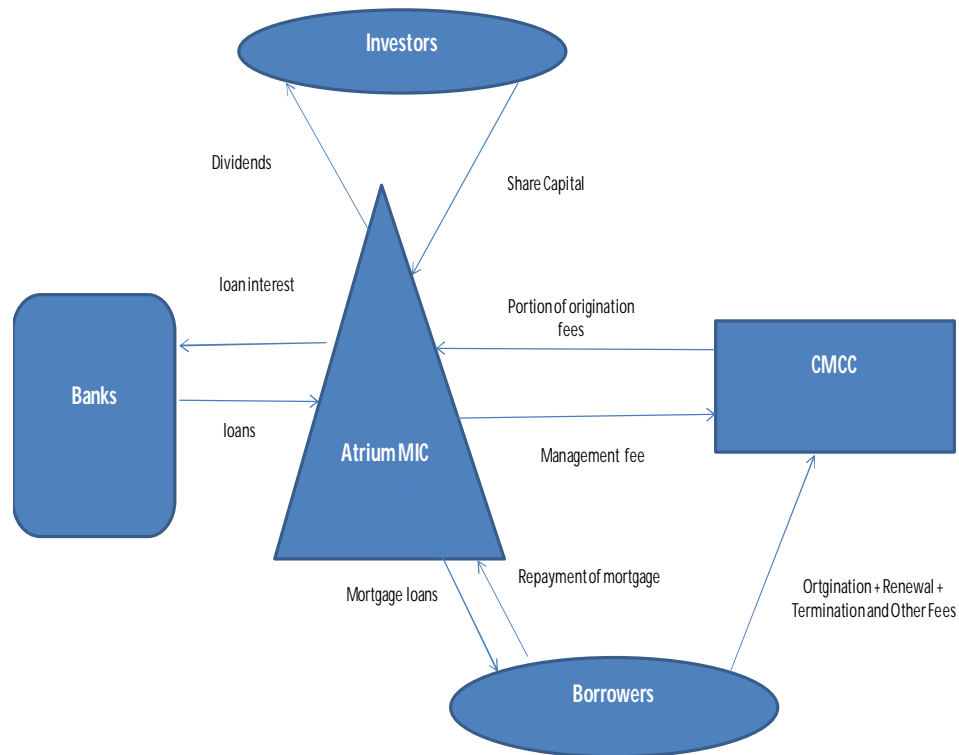 Investors
Dividends
Share Capital
loan interest
Portion of origination
fees
CMCC
Banks
loans
Atrium MIC
Management fee
Repayment of mortgage
Mortgage loans
Ortgination + Renewal +
Termination and Other Fees
Borrowers